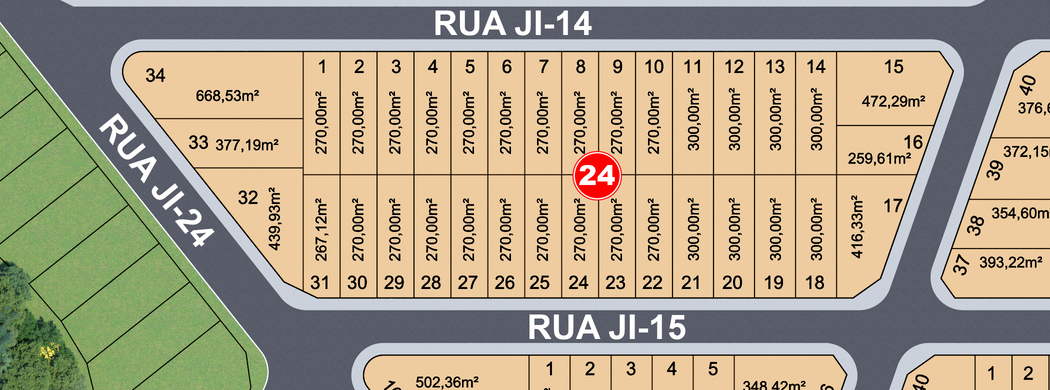 RUA JI-14
34
668,53m²
33 377,19m²
32
439,93m²
1 2 3 4 5 6 7 8 9 10 11 12 13 14 15
270,00m² 270,00m² 270,00m² 270,00m² 270,00m² 270,00m² 270,00m² 270,00m² 270,00m² 270,00m² 300,00m² 300,00m² 300,00m² 300,00m²
472,29m²
16
259,61m²
24
17
416,33m²
267,12m² 270,00m² 270,00m² 270,00m² 270,00m² 270,00m² 270,00m² 270,00m² 270,00m² 270,00m² 300,00m² 300,00m² 300,00m² 300,00m²
31 30 29 28 27 26 25 24 23 22 21 20 19 18
RUA JI-24
40
39
372,15m
38
354,60m
37
393,22m²
RUA JI-15
502,36m²
1 2 3 4 5
348,42m²
40
1 2